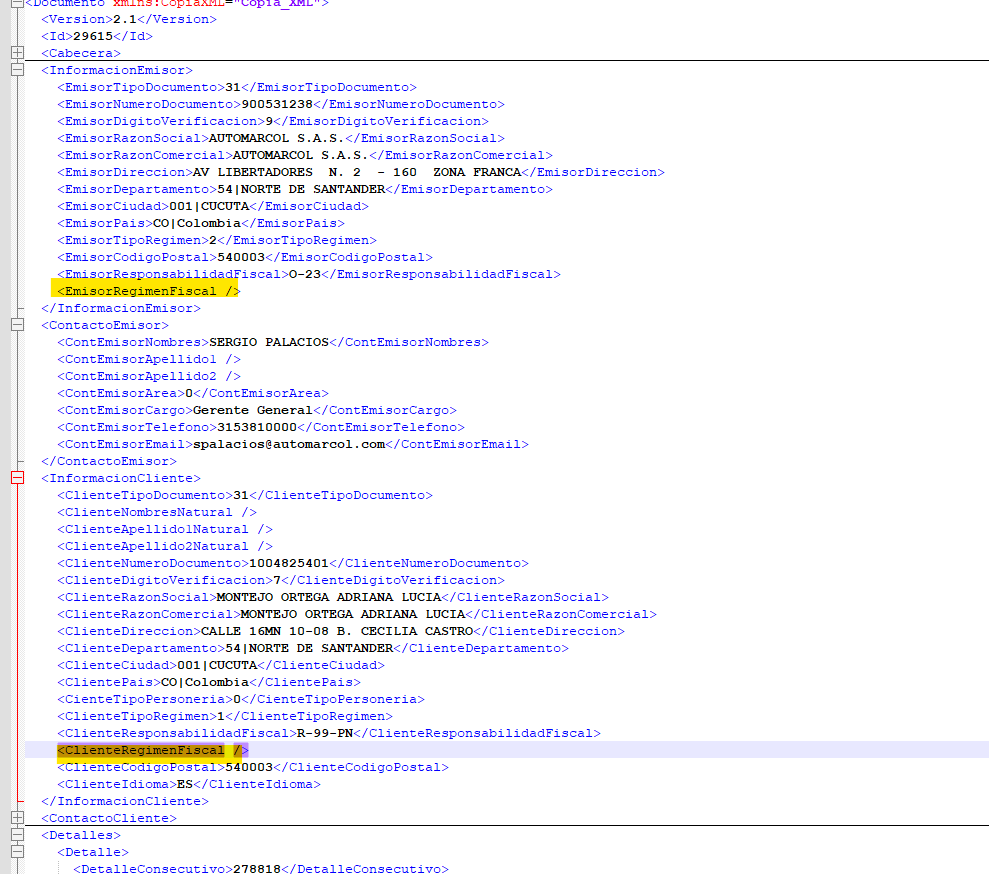 <Documento xmlns:CopiaXML="Copia_XML">
<Version>2.1</Version>
<Id>29615</Id>
<Cabecera>
<InformacionEmisor>
<EmisorTipoDocumento>31</EmisorTipoDocumento>
<EmisorNumeroDocumento>900531238</EmisorNumeroDocumento>
<EmisorDigitoVerificacion>9</EmisorDigitoVerificacion>
<EmisorRazonSocial>AUTOMARCOL S.A.S.</EmisorRazonSocial>
<EmisorRazonComercial>AUTOMARCOL S.A.S.</EmisorRazonComercial>
<EmisorDireccion>AV LIBERTADORES  N. 2  - 160  ZONA FRANCA</EmisorDireccion>
<EmisorDepartamento>54|NORTE DE SANTANDER</EmisorDepartamento>
<EmisorCiudad>001|CUCUTA</EmisorCiudad>
<EmisorPais>CO|Colombia</EmisorPais>
<EmisorTipoRegimen>2</EmisorTipoRegimen>
<EmisorCodigoPostal>540003</EmisorCodigoPostal>
<EmisorResponsabilidadFiscal>O-23</EmisorResponsabilidadFiscal>
<EmisorRegimenFiscal />
</InformacionEmisor>
<ContactoEmisor>
<ContEmisorNombres>SERGIO PALACIOS</ContEmisorNombres>
<ContEmisorApellido1 />
<ContEmisorApellido2 />
<ContEmisorArea>0</ContEmisorArea>
<ContEmisorCargo>Gerente General</ContEmisorCargo>
<ContEmisorTelefono>3153810000</ContEmisorTelefono>
<ContEmisorEmail>spalacios@automarcol.com</ContEmisorEmail>
</ContactoEmisor>
<InformacionCliente>
<ClienteTipoDocumento>31</ClienteTipoDocumento>
<ClienteNombresNatural />
<ClienteApellido1Natural />
<ClienteApellido2Natural />
<ClienteNumeroDocumento>1004825401</ClienteNumeroDocumento>
<ClienteDigitoVerificacion>7</ClienteDigitoVerificacion>
<ClienteRazonSocial>MONTEJO ORTEGA ADRIANA LUCIA</ClienteRazonSocial>
<ClienteRazonComercial>MONTEJO ORTEGA ADRIANA LUCIA</ClienteRazonComercial>
<ClienteDireccion>CALLE 16MN 10-08 B. CECILIA CASTRO</ClienteDireccion>
<ClienteDepartamento>54|NORTE DE SANTANDER</ClienteDepartamento>
<ClienteCiudad>001|CUCUTA</ClienteCiudad>
<ClientePais>CO|Colombia</ClientePais>
<CienteTipoPersoneria>0</CienteTipoPersoneria>
<ClienteTipoRegimen>1</ClienteTipoRegimen>
<ClienteResponsabilidadFiscal>R-99-PN</ClienteResponsabilidadFiscal>
<ClienteRegimenFiscal />
<ClienteCodigoPostal>540003</ClienteCodigoPostal>
<ClienteIdioma>ES</ClienteIdioma>
</InformacionCliente>
<ContactoCliente>
<Detalles>
<Detalle>
<DetalleConsecutivo>278818</DetalleConsecutivo>